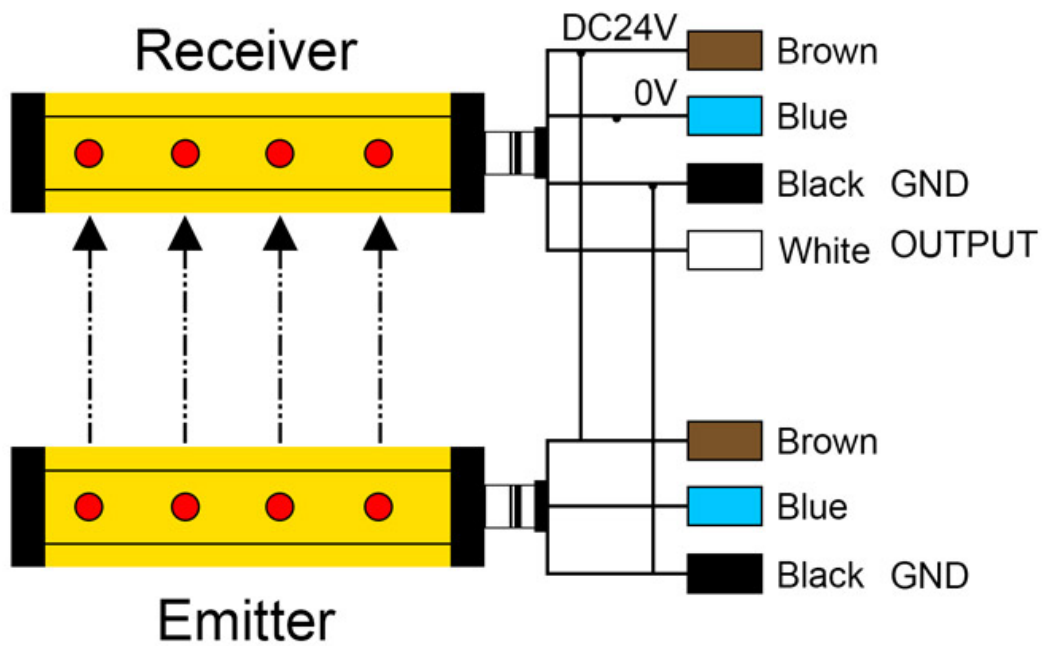 Receiver
DC24V
Brown
0V
Blue
Black GND
White OUTPUT
Brown
Blue
Black GND
Emitter